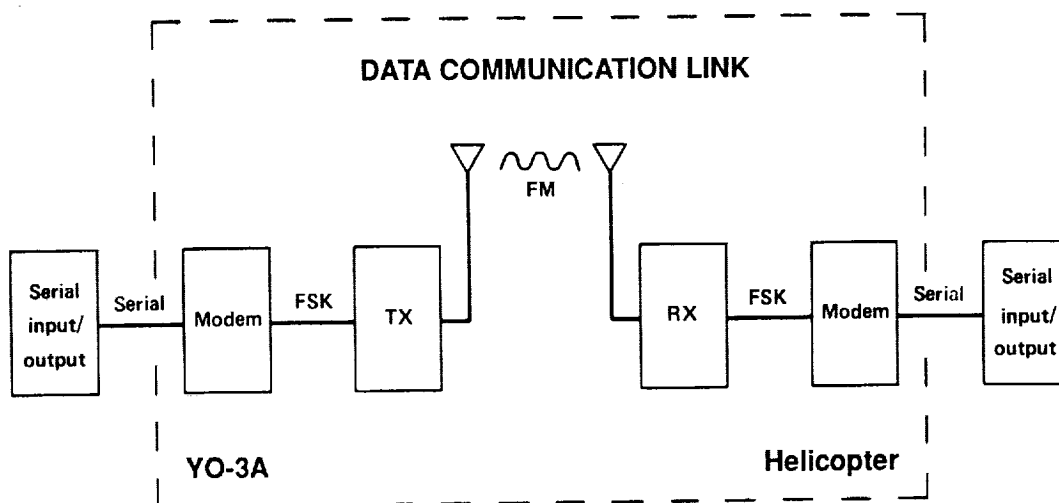 DATA COMMUNICATION LINK
FM
Serial
input/
output
Serial
Modem
FSK
TX
RX
FSK
Modem
Serial
Serial
input/
output
YO-3A
Helicopter